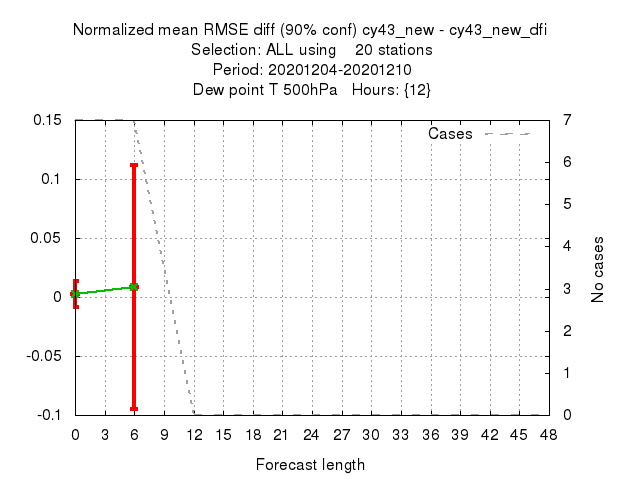 Normalized mean RMSE diff (90% conf) cy43_new - cy43_new_dfi
Selection: ALL using    20 stations
Period: 20201204-20201210
Dew point T 500hPa   Hours: {12}
Cases
0.15
0.1
0.05
0
-0.05
-0.1
7
6
5
4
3
2
1
0
No cases
0 3 6 9 12 15 18 21 24 27 30 33 36 39 42 45 48
Forecast length